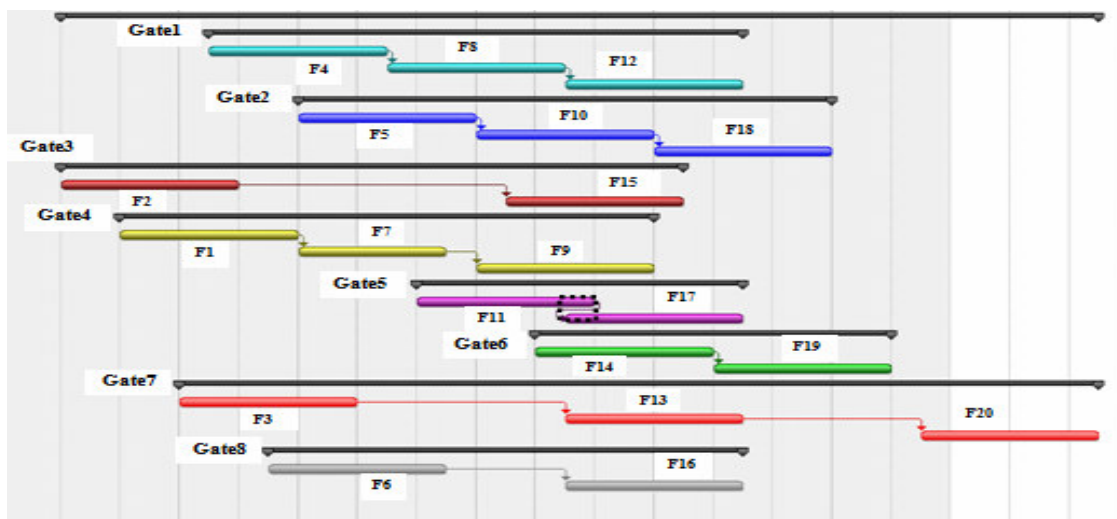 Gate1
F8
F4
F12
Gate2
F10
F5
F18
Gate3
F15
F2
Gate4
F7
F1
F9
Gate5
F17
F11
Gate6
F19
F14
Gate7
F13
F3
F20
Gate8
F16
F6